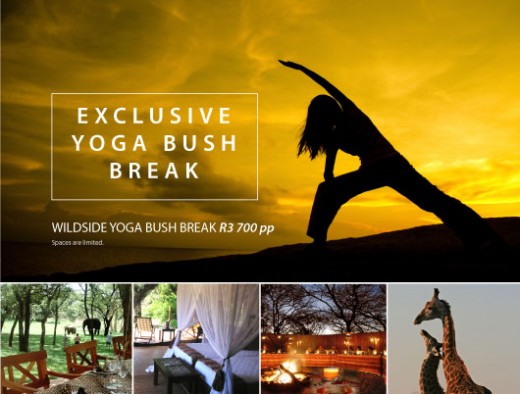 EXCLUSIVE
YOGA BUSH
BREAK
WILDSIDE YOGA BUSH BREAK R3 700 pp
Spaces are limited.